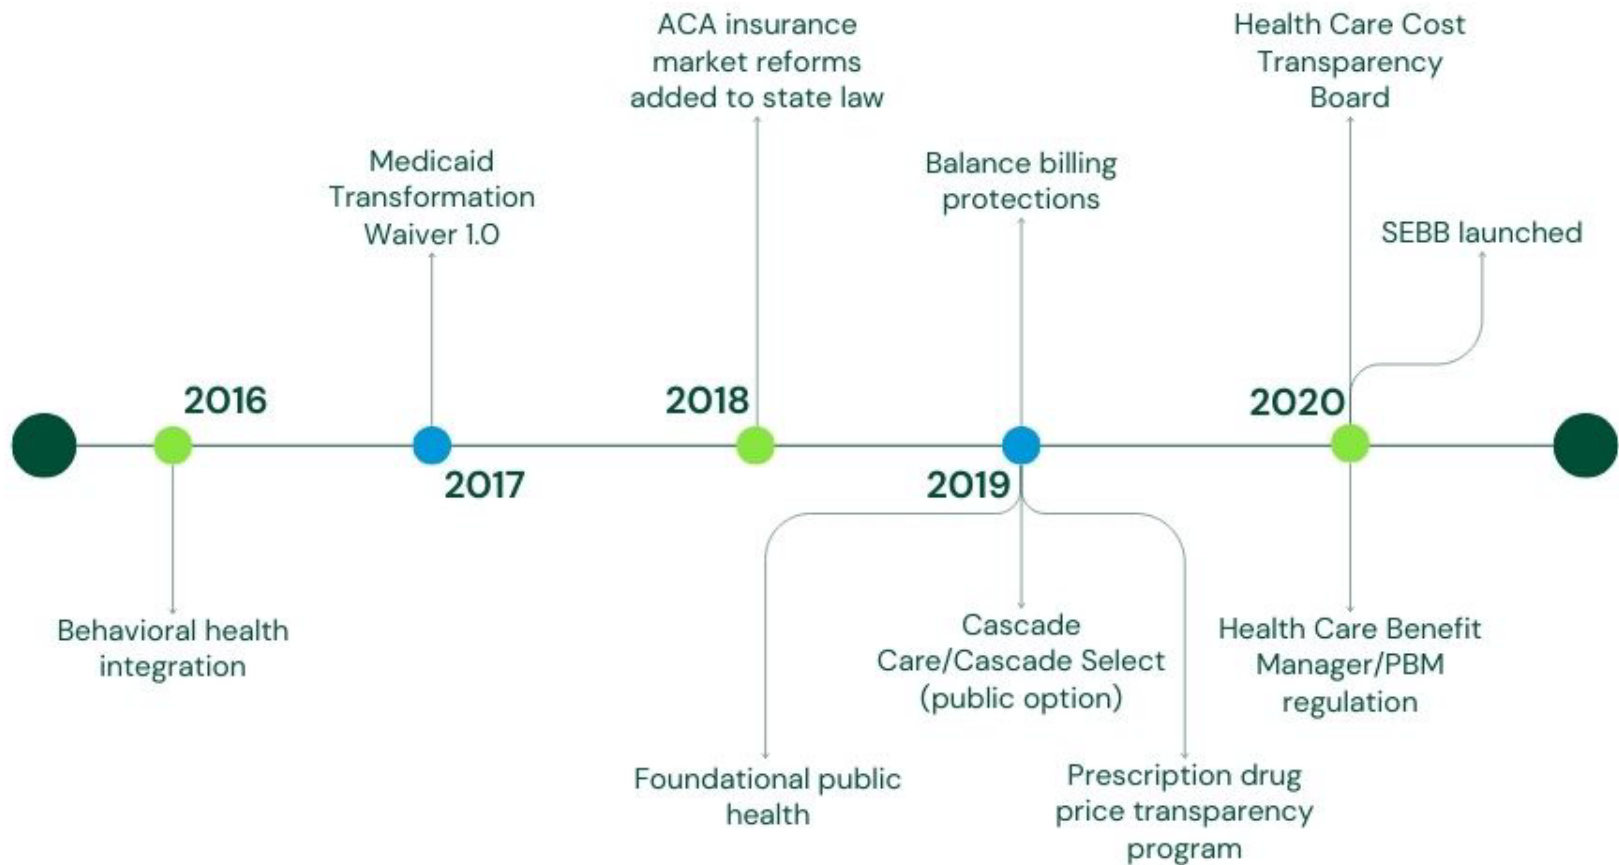 ACA insurance
market reforms
added to state law
Health Care Cost
Transparency
Board
Medicaid
Transformation
Waiver 1.0
Balance billing
protections
SEBB launched
2016
2018
2020
2017
2019
Behavioral health
integration
Cascade
Care/Cascade Select
(public option)
Health Care Benefit
Manager/PBM
regulation
Foundational public
health
Prescription drug
price transparency
program